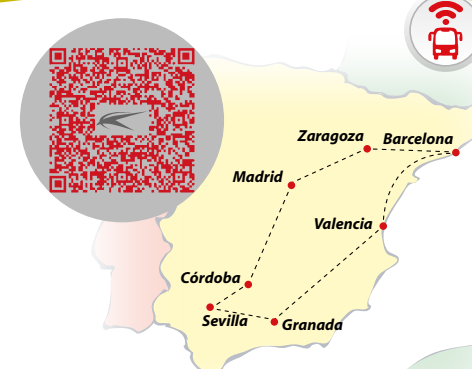 Zaragoza
Barcelona
Madrid
Valencia
Córdoba
Sevilla
Granada